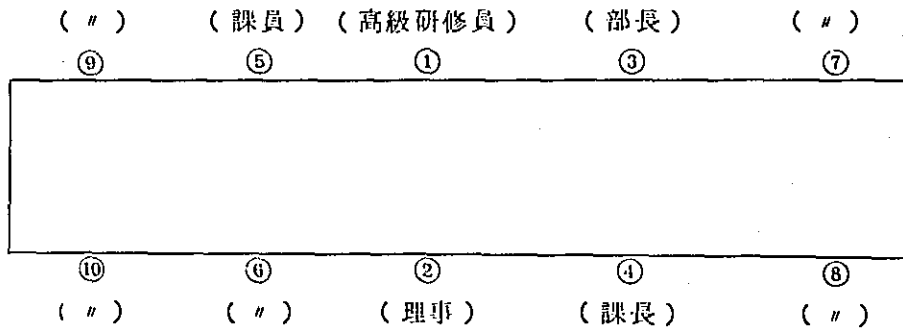 (〃) (課員) (高級研修員) (部長) (〃)
⑨ ⑤ ① ③ ⑦
⑩ ⑥ ② ④ ⑧
(〃) (〃) (理事) (課長) (〃)